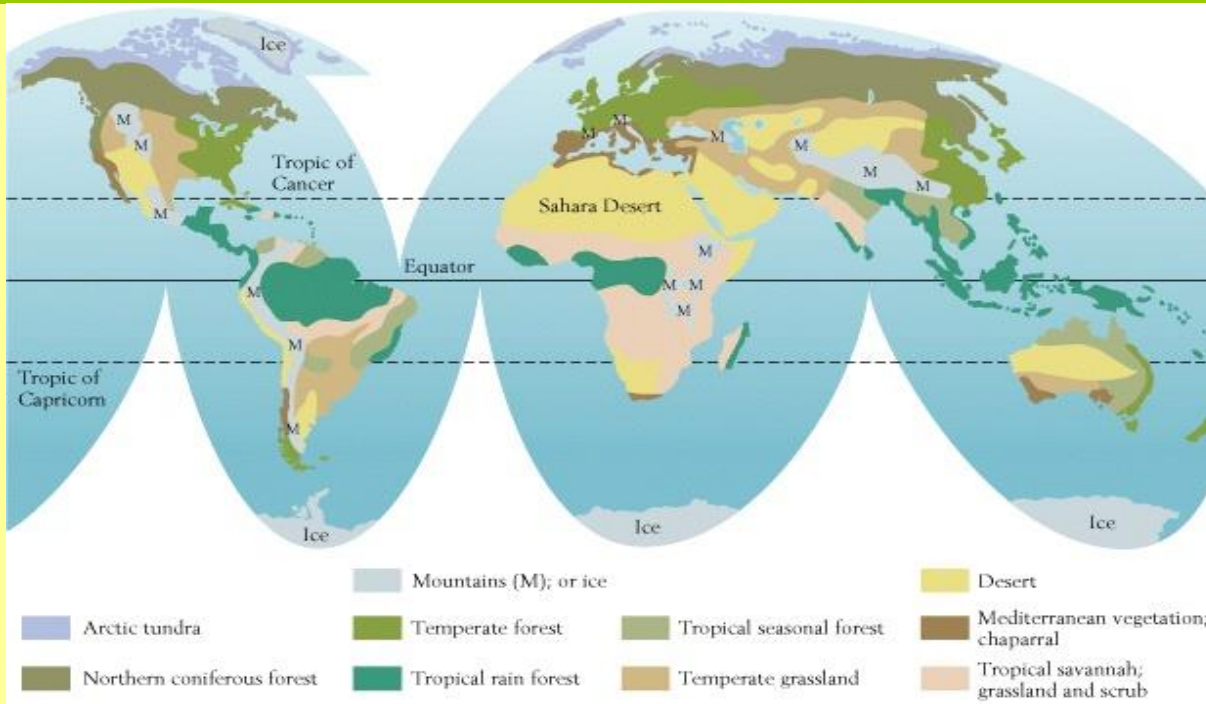 Ice
M
M
M
Tropic of
Cancer
M
M
M
M
M
M
Sahara Desert
M
Equator
M
M M
M
M
Tropic of
Capricorn
M
Ice
Ice
Ice
Mountains (M); or ice
Desert
Arctic tundra
Temperate forest
Tropical seasonal forest
Mediterranean vegetation;
chaparral
Northern coniferous forest
Tropical rain forest
Temperate grassland
Tropical savannah;
grassland and scrub